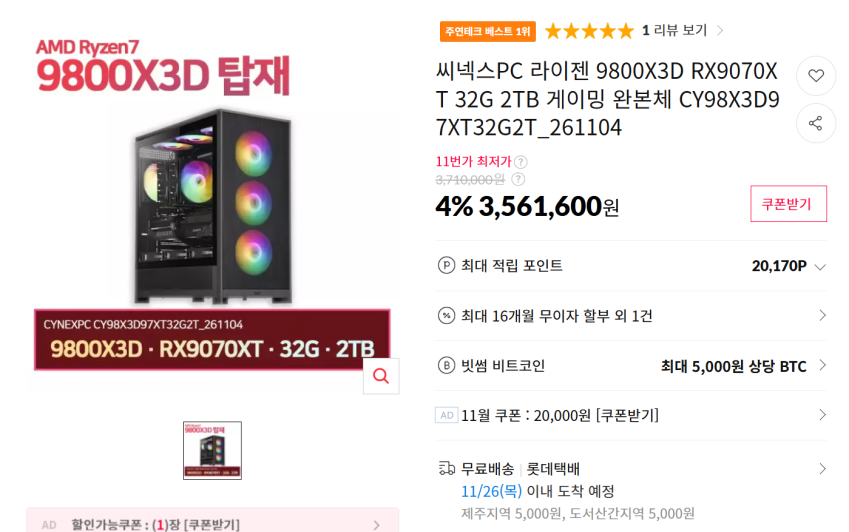 AMD Ryzen7
9800X3D 탑재
CYNEXPC CY98X3D97XT32G2T_261104
9800X3D · RX9070XT · 32G · 2TB
AD 할인가능쿠폰 : (1)장 [쿠폰받기]
주연테크 베스트 1위 1 리뷰 보기
씨넥스PC 라이젠 9800X3D RX9070X
T 32G 2TB 게이밍 완본체 CY98X3D9
7XT32G2T_261104
11번가 최저가 ?
3,710,000원 ?
4% 3,561,600원
쿠폰받기
P 최대 적립 포인트 20,170P
% 최대 16개월 무이자 할부 외 1건
B 빗썸 비트코인 최대 5,000원 상당 BTC
AD 11월 쿠폰 : 20,000원 [쿠폰받기]
무료배송 롯데택배
11/26(목) 이내 도착 예정
제주지역 5,000원, 도서산간지역 5,000원